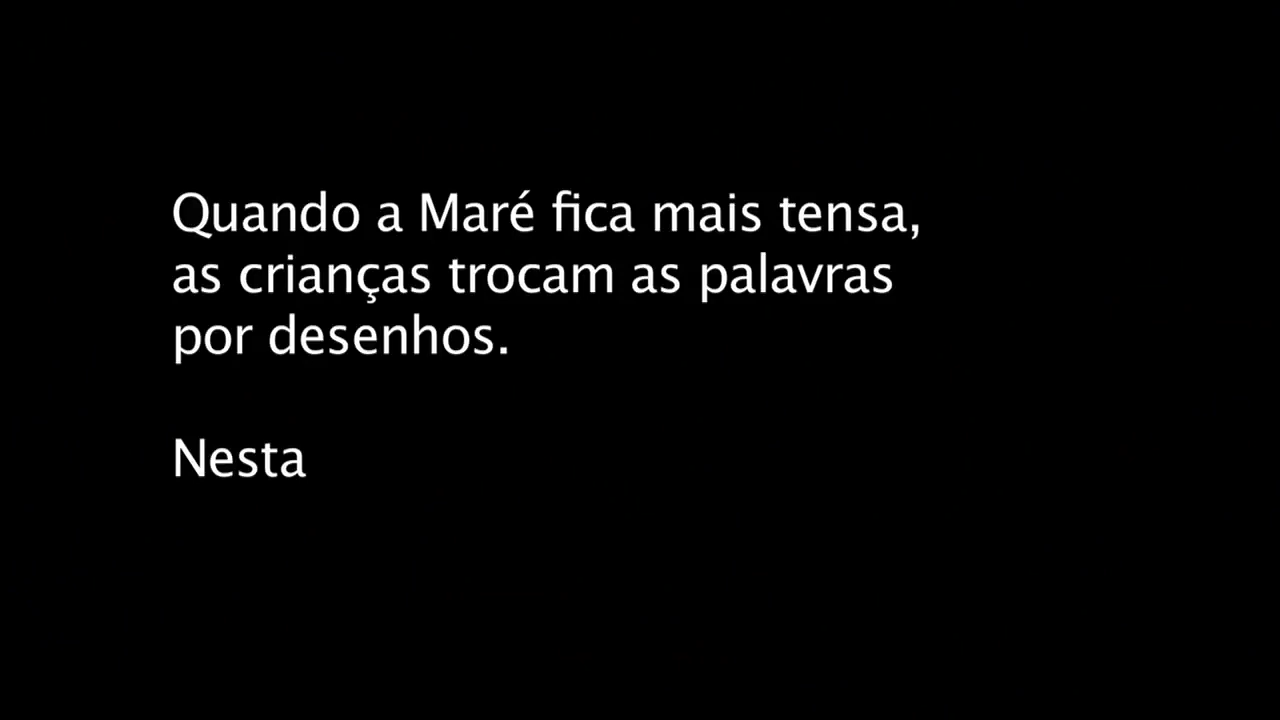 Quando a Maré fica mais tensa,
as crianças trocam as palavras
por desenhos.
Nesta